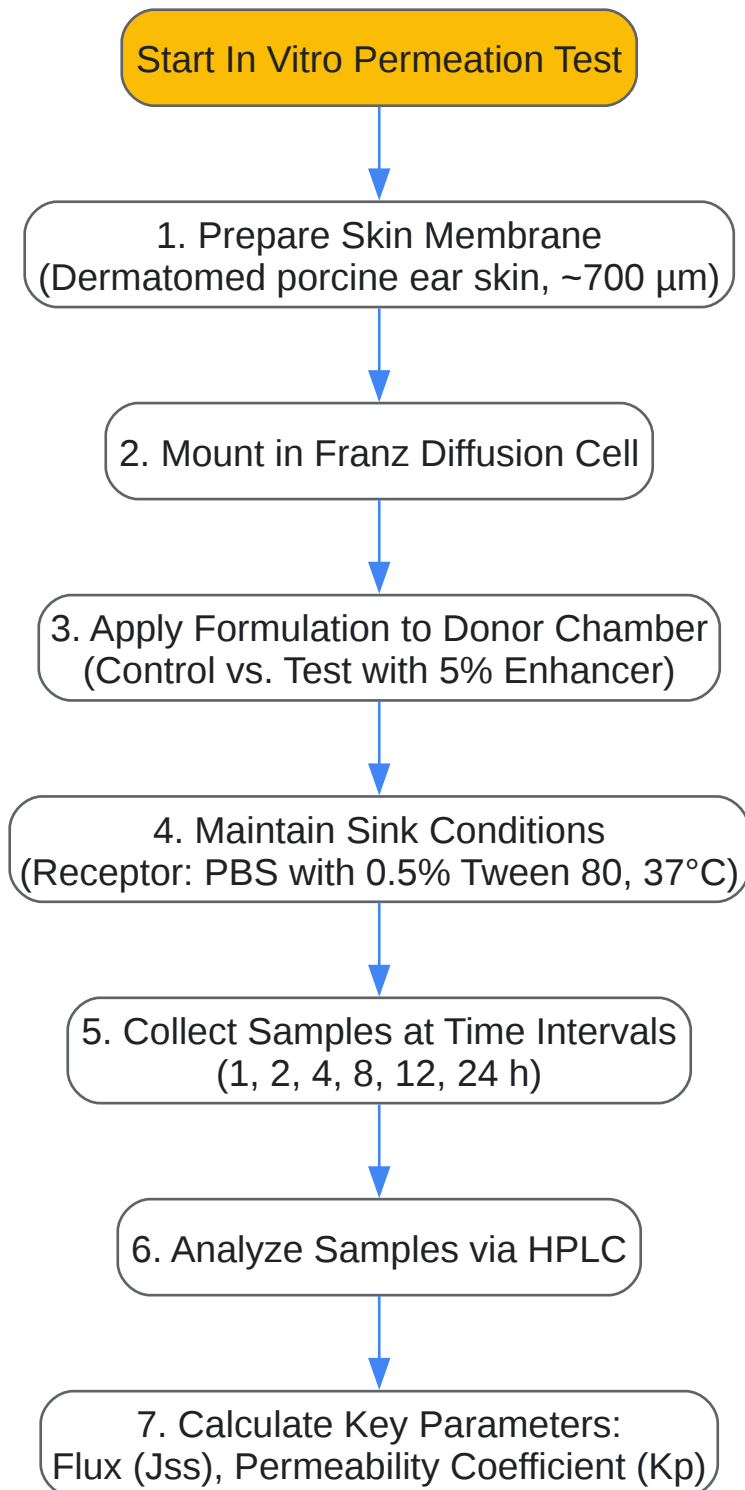 Start In Vitro Permeation Test
1. Prepare Skin Membrane
(Dermatomed porcine ear skin, ~700 µm)
2. Mount in Franz Diffusion Cell
3. Apply Formulation to Donor Chamber
(Control vs. Test with 5% Enhancer)
4. Maintain Sink Conditions
(Receptor: PBS with 0.5% Tween 80, 37°C)
5. Collect Samples at Time Intervals
(1, 2, 4, 8, 12, 24 h)
6. Analyze Samples via HPLC
7. Calculate Key Parameters:
Flux (Jss), Permeability Coefficient (Kp)